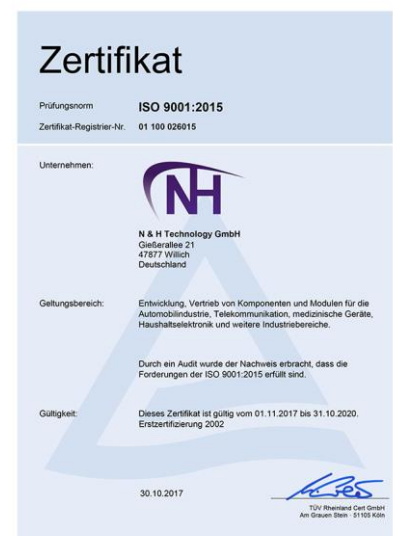 Zertifikat
Prüfungsnorm ISO 9001:2015
Zertifikat-Registrier-Nr. 01 100 026015
Unternehmen:
NH
N & H Technology GmbH
Gießerallee 21
47877 Willich
Deutschland
Geltungsbereich: Entwicklung, Vertrieb von Komponenten und Modulen für die
Automobilindustrie, Telekommunikation, medizinische Geräte,
Haushaltselektronik und weitere Industriebereiche.
Durch ein Audit wurde der Nachweis erbracht, dass die
Forderungen der ISO 9001:2015 erfüllt sind.
Gültigkeit: Dieses Zertifikat ist gültig vom 01.11.2017 bis 31.10.2020.
Erstzertifizierung 2002
30.10.2017
TÜV Rheinland Cert GmbH
Am Grauen Stein · 51105 Köln